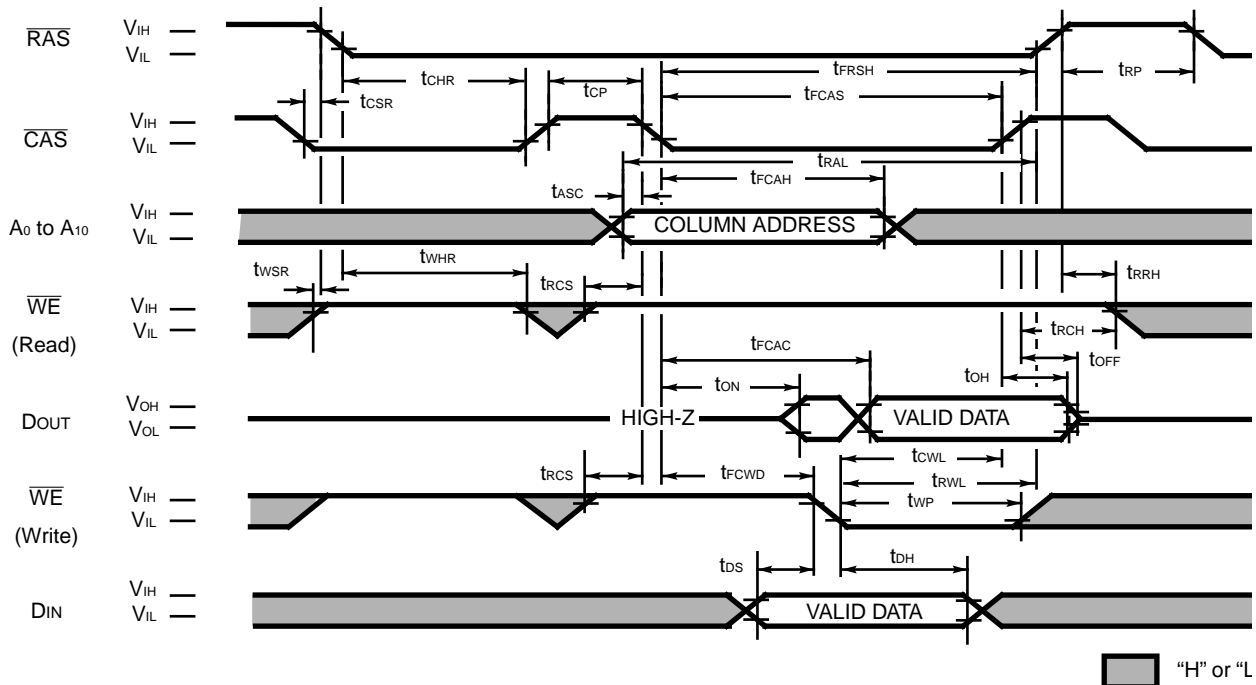 RAS
VIH
VIL
tCHR
tCP
tFRSH
tRP
tCSR
tFCAS
CAS
VIH
VIL
tRAL
tASC
tFCAH
A0 to A10
VIH
VIL
COLUMN ADDRESS
tWSR
tWHR
tRCS
tRRH
WE
(Read)
VIH
VIL
tRCH
tFCAC
tOFF
tON
tOH
DOUT
VOH
VOL
HIGH-Z
VALID DATA
tCWL
tRCS
tFCWD
tRWL
WE
(Write)
VIH
VIL
tWP
tDS
tDH
DIN
VIH
VIL
VALID DATA
“H” or “L